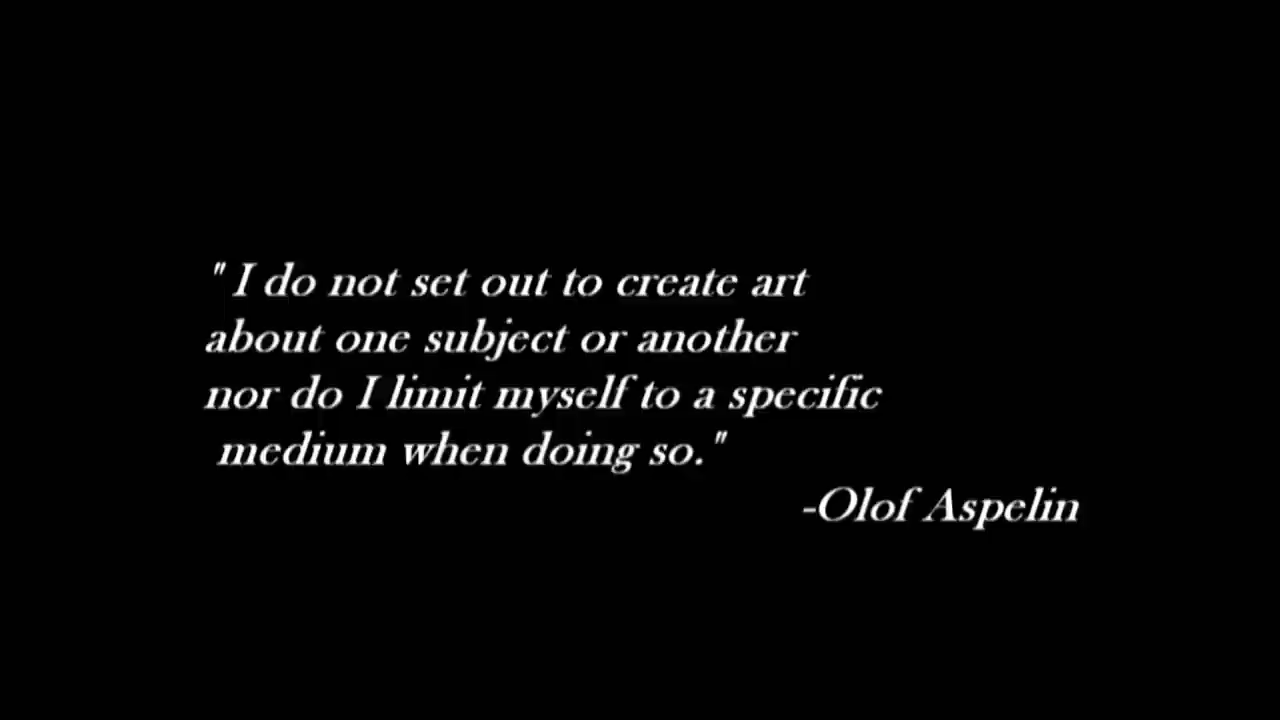 " I do not set out to create art
about one subject or another
nor do I limit myself to a specific
medium when doing so."
-Olof Aspelin